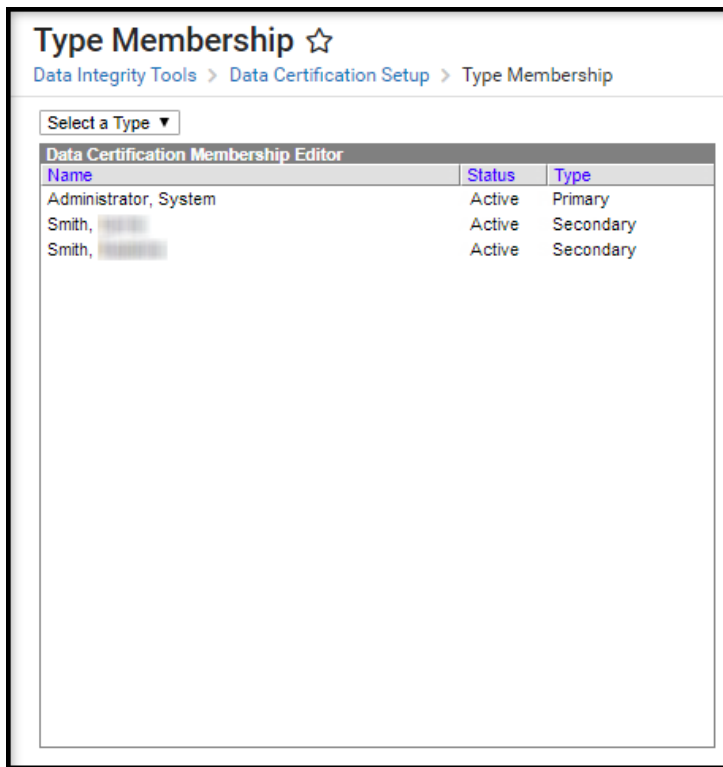 Type Membership
Data Integrity Tools > Data Certification Setup > Type Membership
Select a Type
Data Certification Membership Editor
Name Status Type
Administrator, System Active Primary
Smith, Active Secondary
Smith, Active Secondary